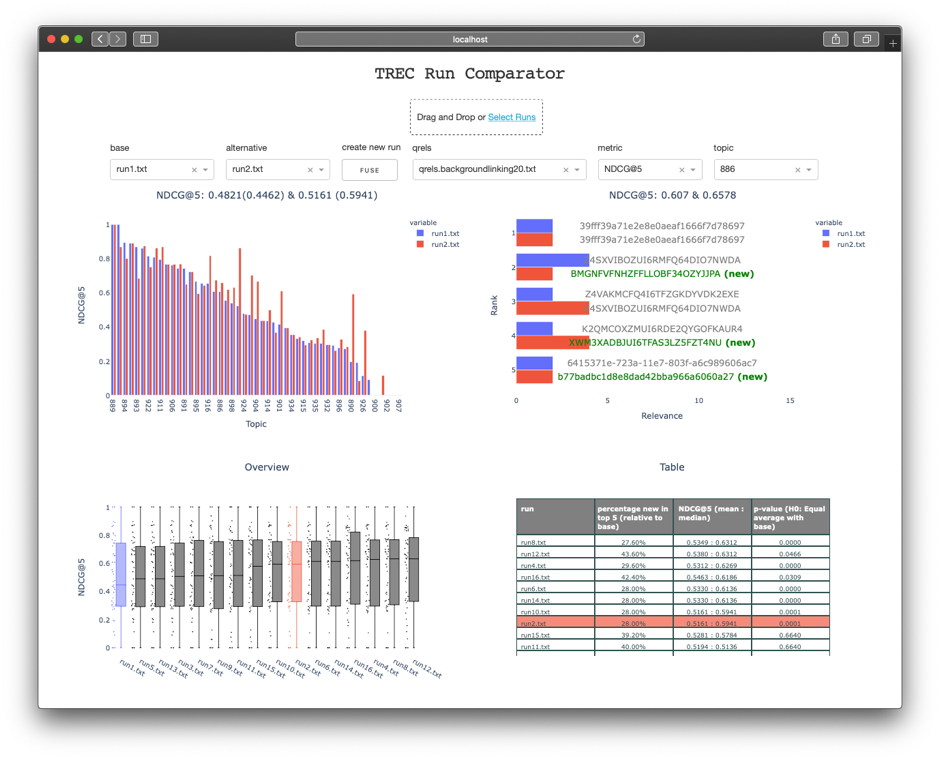 localhost
TREC Run Comparator
Drag and Drop or Select Runs
base
alternative
create new run
qrels
metric
topic
run1.txt
run2.txt
FUSE
qrels.backgroundlinking20.txt
NDCG@5
886
NDCG@5: 0.4821(0.4462) & 0.5161 (0.5941)
NDCG@5: 0.607 & 0.6578
variable
run1.txt
run2.txt
NDCG@5
1
0.8
0.6
0.4
0.2
0
889
894
893
922
911
906
891
895
916
886
898
924
904
914
901
934
915
935
932
896
890
926
900
902
907
Topic
variable
run1.txt
run2.txt
Rank
1
39fff39a71e2e8e0aeaf1666f7d78697
39fff39a71e2e8e0aeaf1666f7d78697
2
4SXVIBOZUI6RMFQ64DIO7NWDA
BMGNFVFNHZFFLLOBF34OZYJJPA (new)
3
Z4VAKMCFQ4I6TFZGKDYVDK2EXE
4SXVIBOZUI6RMFQ64DIO7NWDA
4
K2QMCOXZMUI6RDE2QYGOFKAUR4
XWM3XADBJUI6TFAS3LZ5FZT4NU (new)
5
6415371e-723a-11e7-803f-a6c989606ac7
b77badbc1d8e8dad42bba966a6060a27 (new)
0
5
10
15
Relevance
Overview
NDCG@5
1
0.8
0.6
0.4
0.2
0
run1.txt
run5.txt
run13.txt
run3.txt
run7.txt
run9.txt
run11.txt
run15.txt
run10.txt
run2.txt
run6.txt
run14.txt
run16.txt
run4.txt
run8.txt
run12.txt
Table
run
percentage new in
top 5 (relative to
base)
NDCG@5 (mean :
median)
p-value (H0: Equal
average with
base)
run8.txt 27.60% 0.5349 : 0.6312 0.0000
run12.txt 43.60% 0.5380 : 0.6312 0.0466
run4.txt 29.60% 0.5312 : 0.6269 0.0000
run16.txt 42.40% 0.5463 : 0.6186 0.0309
run6.txt 28.00% 0.5330 : 0.6136 0.0000
run14.txt 28.00% 0.5330 : 0.6136 0.0000
run10.txt 28.00% 0.5161 : 0.5941 0.0001
run2.txt 28.00% 0.5161 : 0.5941 0.0001
run15.txt 39.20% 0.5281 : 0.5784 0.6640
run11.txt 40.00% 0.5194 : 0.5136 0.6640